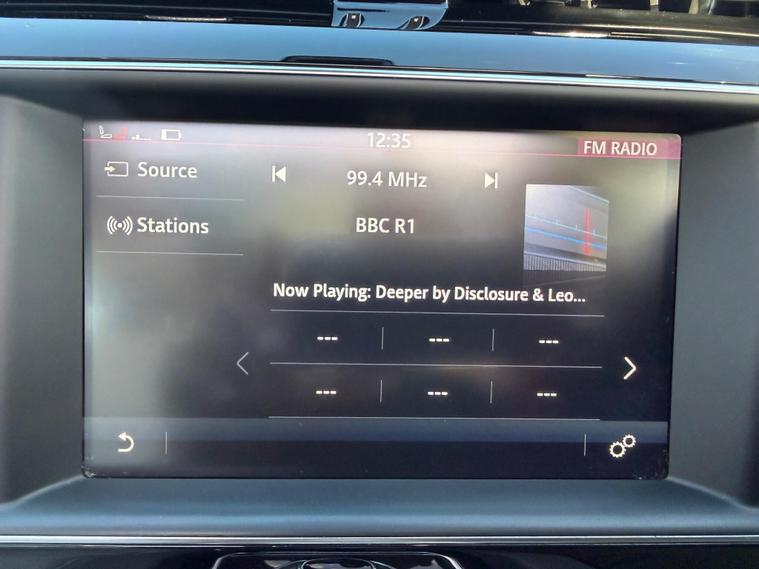 12:35
FM RADIO
Source
99.4 MHz
Stations
BBC R1
Now Playing: Deeper by Disclosure & Leo...
--- --- ---
--- --- ---